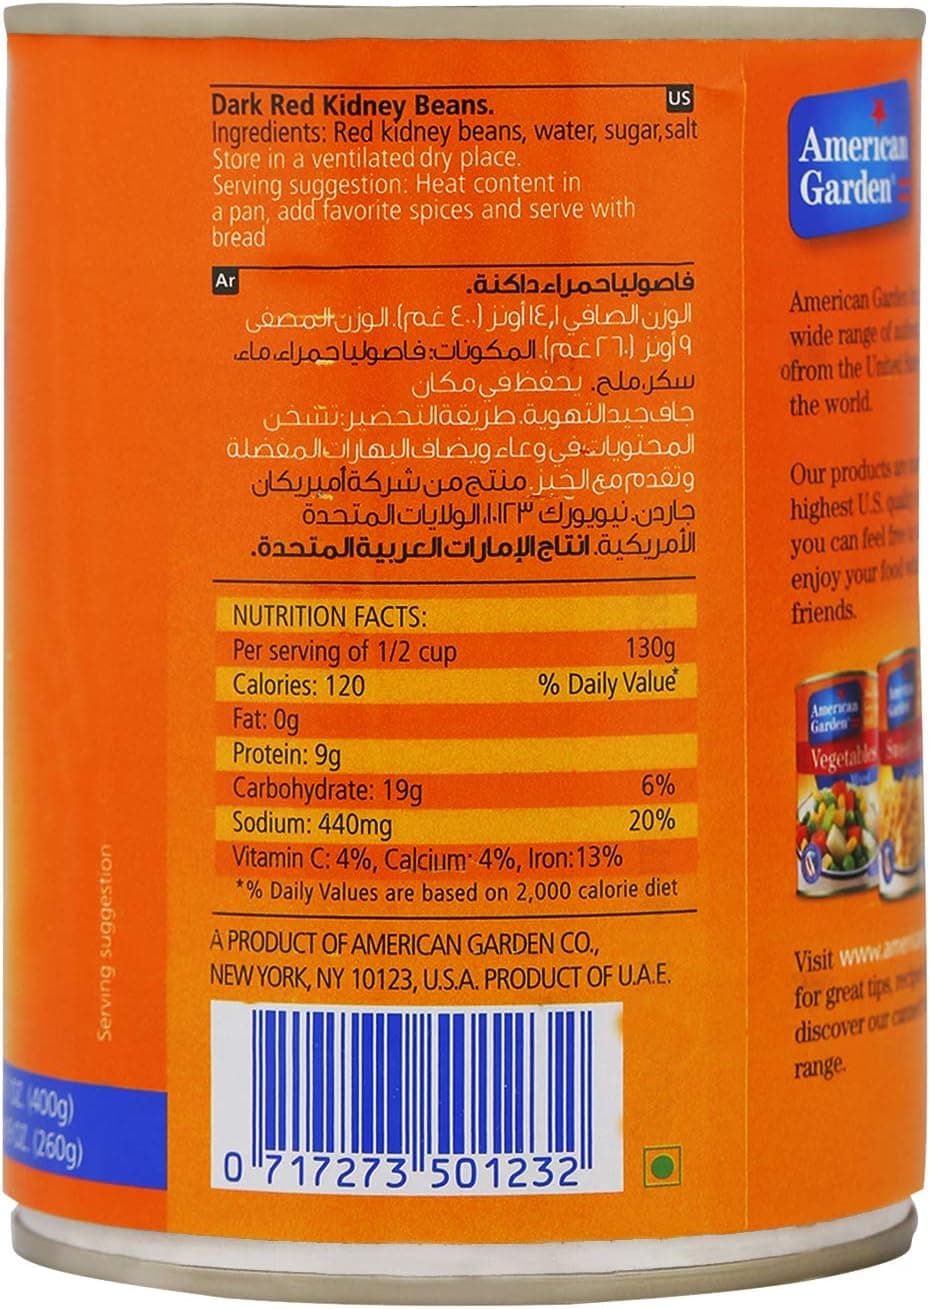 Dark Red Kidney Beans.
US
Ingredients: Red kidney beans, water, sugar, salt
Store in a ventilated dry place.
Serving suggestion: Heat content in
a pan, add favorite spices and serve with
bread
Ar
فاصوليا حمراء داكنة.
الوزن الصافي ١٤,١ أونز (٤٠٠ غم). الوزن المصفى
٩ أونز (٢٦٠ غم). المكونات: فاصوليا حمراء، ماء،
سكر، ملح. يحفظ في مكان
جاف جيد التهوية. طريقة التحضير: تسخن
المحتويات في وعاء ويضاف البهارات المفضلة
وتقدم مع الخبز. منتج من شركة أميريكان
جاردن. نيويورك ١٠١٢٣، الولايات المتحدة
الأمريكية. انتاج الإمارات العربية المتحدة.
NUTRITION FACTS:
Per serving of 1/2 cup 130g
Calories: 120 % Daily Value*
Fat: 0g
Protein: 9g
Carbohydrate: 19g 6%
Sodium: 440mg 20%
Vitamin C: 4%, Calcium: 4%, Iron:13%
*% Daily Values are based on 2,000 calorie diet
A PRODUCT OF AMERICAN GARDEN CO.,
NEW YORK, NY 10123, U.S.A. PRODUCT OF U.A.E.
0 717273 501232
Serving suggestion
OZ. (400g)
OZ. (260g)
American
Garden
American Garden
wide range of
from the United
the world.
Our products
highest U.S.
you can feel free
enjoy your food
friends.
American
Garden
Vegetables
Visit www.
for great tips,
discover our
range.